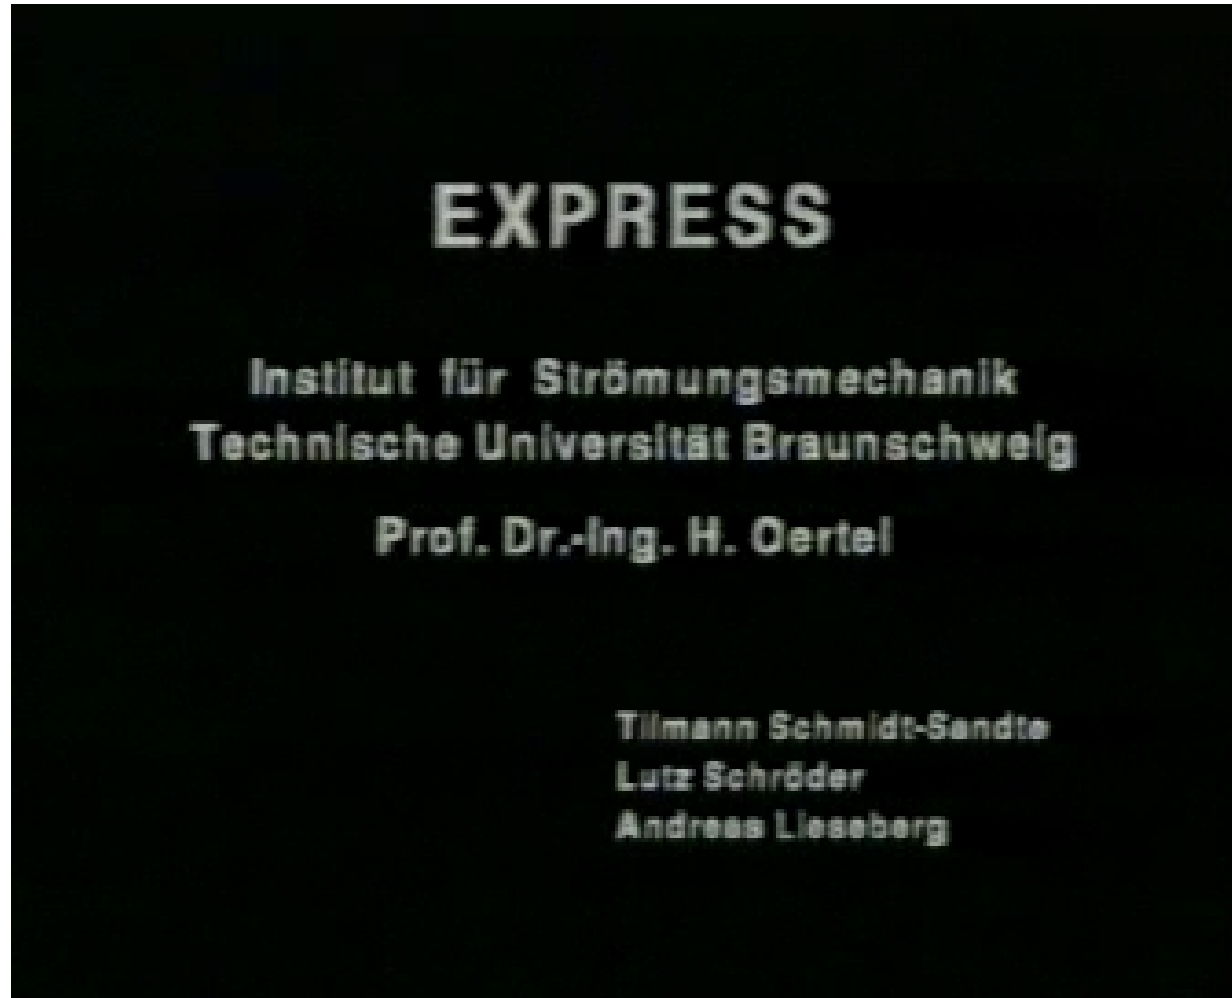 EXPRESS
Institut für Strömungsmechanik
Technische Universität Braunschweig
Prof. Dr.-Ing. H. Oertel
Tilmann Schmidt-Sandte
Lutz Schröder
Andreas Lieseberg